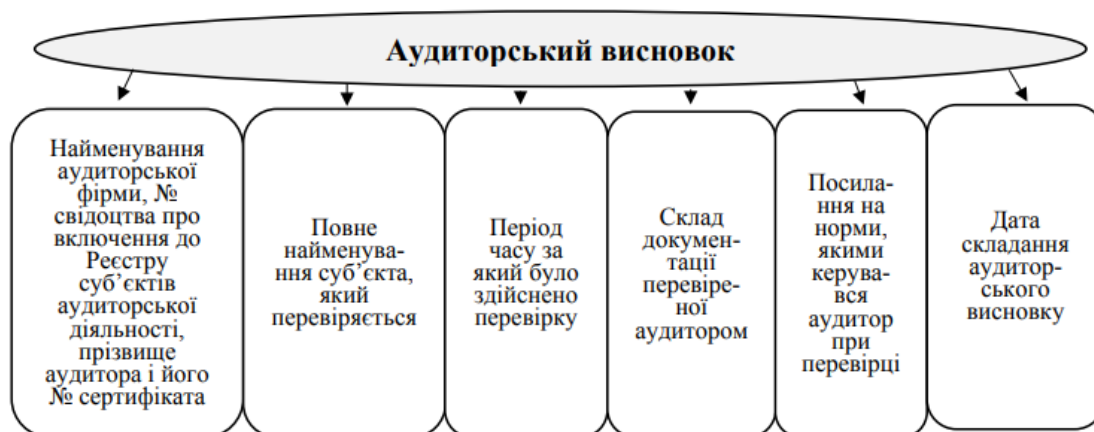 Аудиторський висновок
Найменування
аудиторської
фірми, №
свідоцтва про
включення до
Реєстру
суб’єктів
аудиторської
діяльності,
прізвище
аудитора і його
№ сертифіката
Повне
найменува-
ння суб’єкта,
який
перевіряється
Період
часу за
який було
здійснено
перевірку
Склад
докумен-
тації
перевіре-
ної
аудитором
Посила-
ння на
норми,
якими
керува-
вся
аудитор
при
перевірці
Дата
складання
аудитор-
ського
висновку